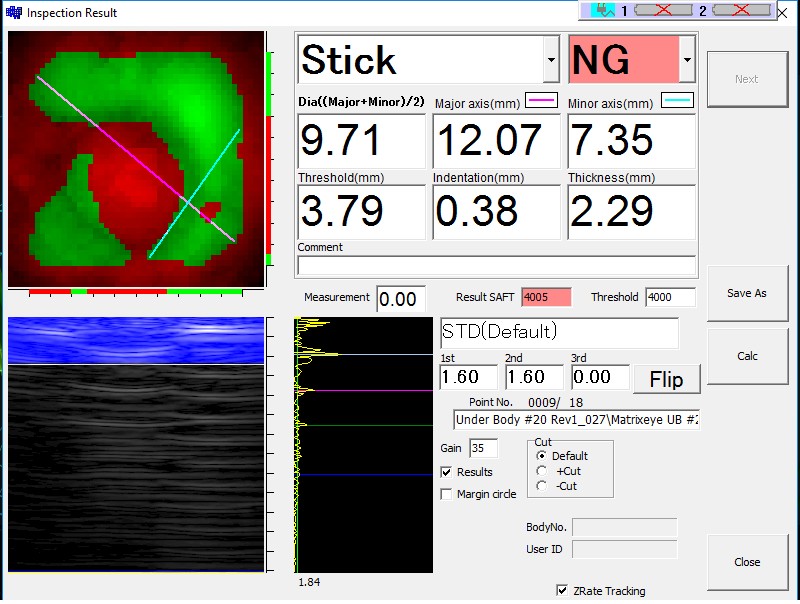 Inspection Result
1 2
Stick
NG
Next
Dia((Major+Minor)/2) Major axis(mm) Minor axis(mm)
9.71 12.07 7.35
Threshold(mm) Indentation(mm) Thickness(mm)
3.79 0.38 2.29
Comment
Measurement 0.00 Result SAFT 4005 Threshold 4000
Save As
STD(Default)
1st 2nd 3rd
1.60 1.60 0.00 Flip
Calc
Point No. 0009/ 18
Under Body #20 Rev1_027\Matrixeye UB #2
Gain 35
Cut
Default
+Cut
-Cut
Results
Margin circle
BodyNo.
User ID
Close
1.84
ZRate Tracking